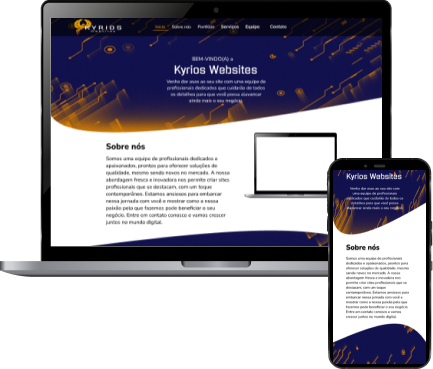 KYRIOS
Início Sobre nós Portfólio Serviços Equipe Contato
BEM-VINDO(A) a
Kyrios Websites
Venha dar asas ao seu site com uma equipe de
profissionais dedicados que cuidarão de todos
os detalhes para que você possa alavancar
ainda mais o seu negócio.
Sobre nós
Somos uma equipe de profissionais dedicados e
apaixonados, prontos para oferecer soluções de
qualidade, mesmo sendo novos no mercado. A nossa
abordagem fresca e inovadora nos permite criar sites
profissionais que se destacam, com um toque
contemporâneo. Estamos ansiosos para embarcar
nessa jornada com você e mostrar como a nossa
paixão pelo que fazemos pode beneficiar o seu
negócio. Entre em contato conosco e vamos crescer
juntos no mundo digital.
Kyrios Websites
Venha dar asas ao seu site com uma
equipe de profissionais
dedicados que cuidarão de todos os
detalhes para que você possa
alavancar ainda mais o seu negócio.
Sobre nós
Somos uma equipe de profissionais
dedicados e apaixonados, prontos
para oferecer soluções de qualidade,
mesmo sendo novos no mercado. A
nossa abordagem fresca e inovadora
nos permite criar sites profissionais
que se destacam, com um toque
contemporâneo. Estamos ansiosos para
embarcar nessa jornada com você e
mostrar como a nossa paixão pelo que
fazemos pode beneficiar o seu negócio.
Entre em contato conosco e vamos
crescer juntos no mundo digital.